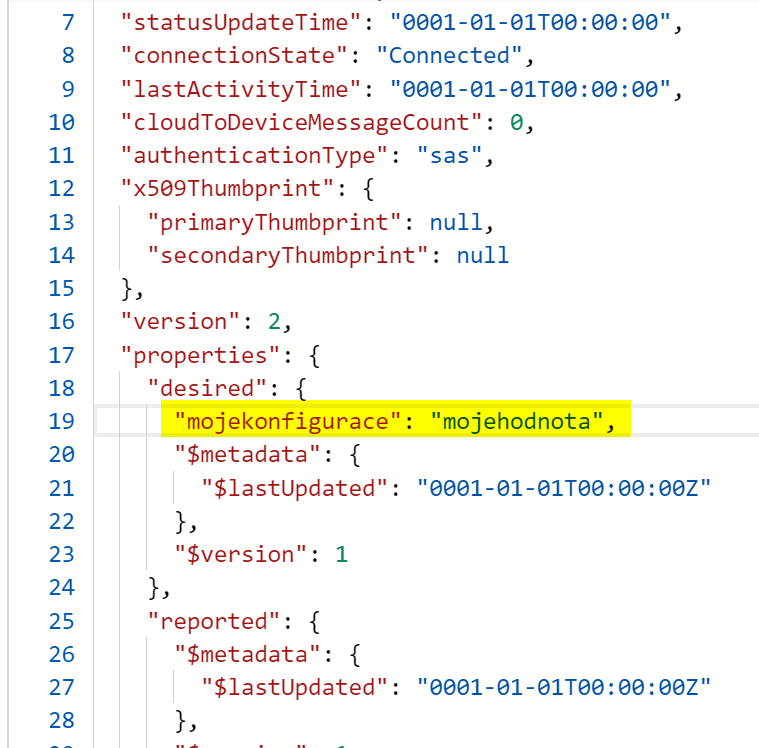 7 "statusUpdateTime": "0001-01-01T00:00:00",
8 "connectionState": "Connected",
9 "lastActivityTime": "0001-01-01T00:00:00",
10 "cloudToDeviceMessageCount": 0,
11 "authenticationType": "sas",
12 "x509Thumbprint": {
13 "primaryThumbprint": null,
14 "secondaryThumbprint": null
15 },
16 "version": 2,
17 "properties": {
18 "desired": {
19 "mojekonfigurace": "mojehodnota",
20 "$metadata": {
21 "$lastUpdated": "0001-01-01T00:00:00Z"
22 },
23 "$version": 1
24 },
25 "reported": {
26 "$metadata": {
27 "$lastUpdated": "0001-01-01T00:00:00Z"
28 },